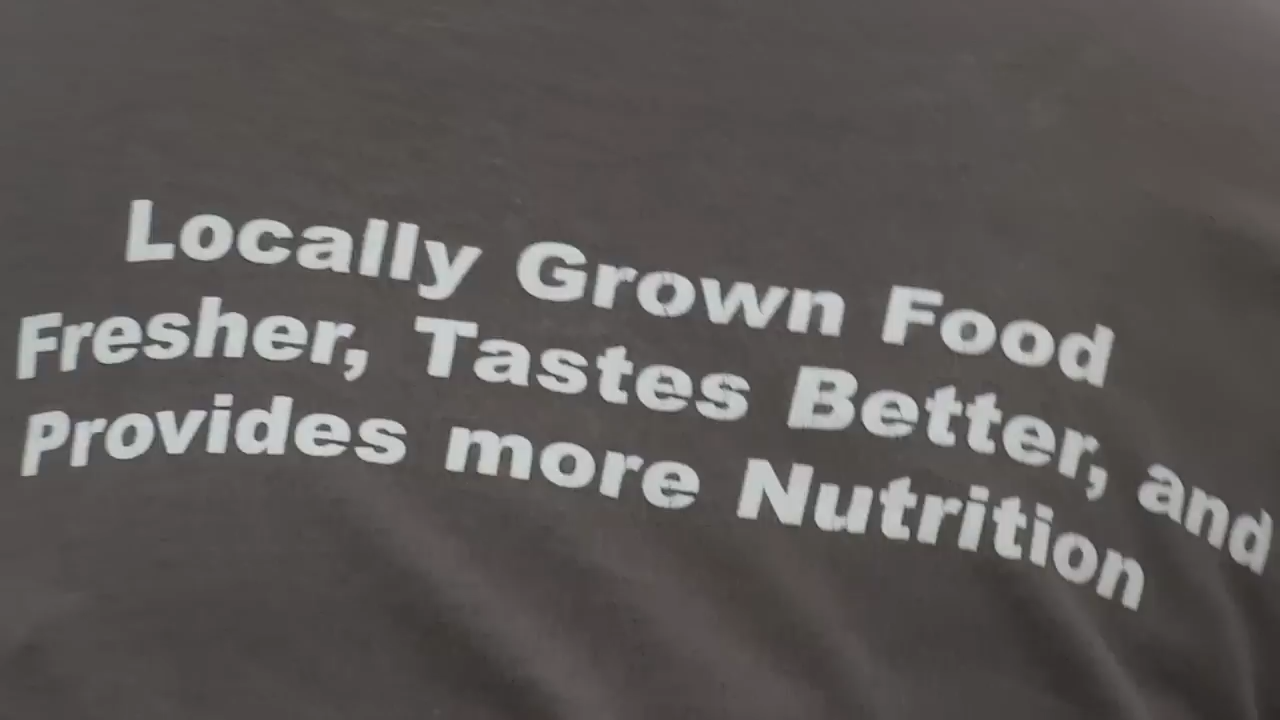 Locally Grown Food
Fresher, Tastes Better, and
Provides more Nutrition